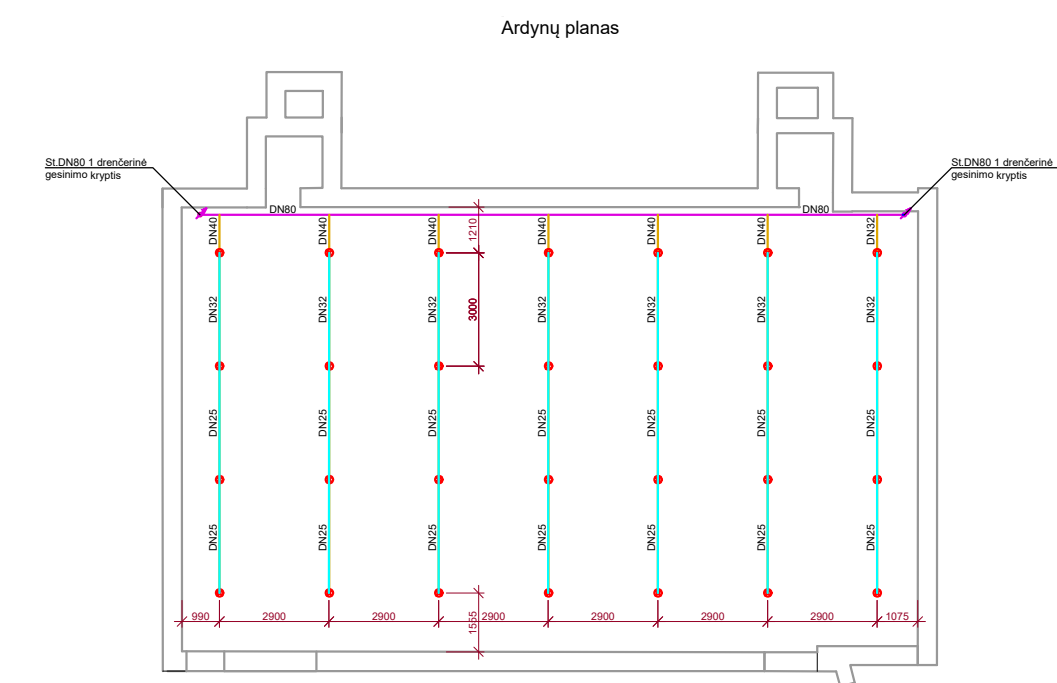 Ardynų planas
St.DN80 1 drenčerinė
gesinimo kryptis
St.DN80 1 drenčerinė
gesinimo kryptis
DN80
DN80
DN40
DN40
DN40
1210
DN40
DN40
DN40
DN32
DN32
DN32
DN32
3000
DN32
DN32
DN32
DN32
DN25
DN25
DN25
DN25
DN25
DN25
DN25
DN25
DN25
DN25
DN25
DN25
DN25
DN25
990
2900
2900
1555
2900
2900
2900
2900
1075